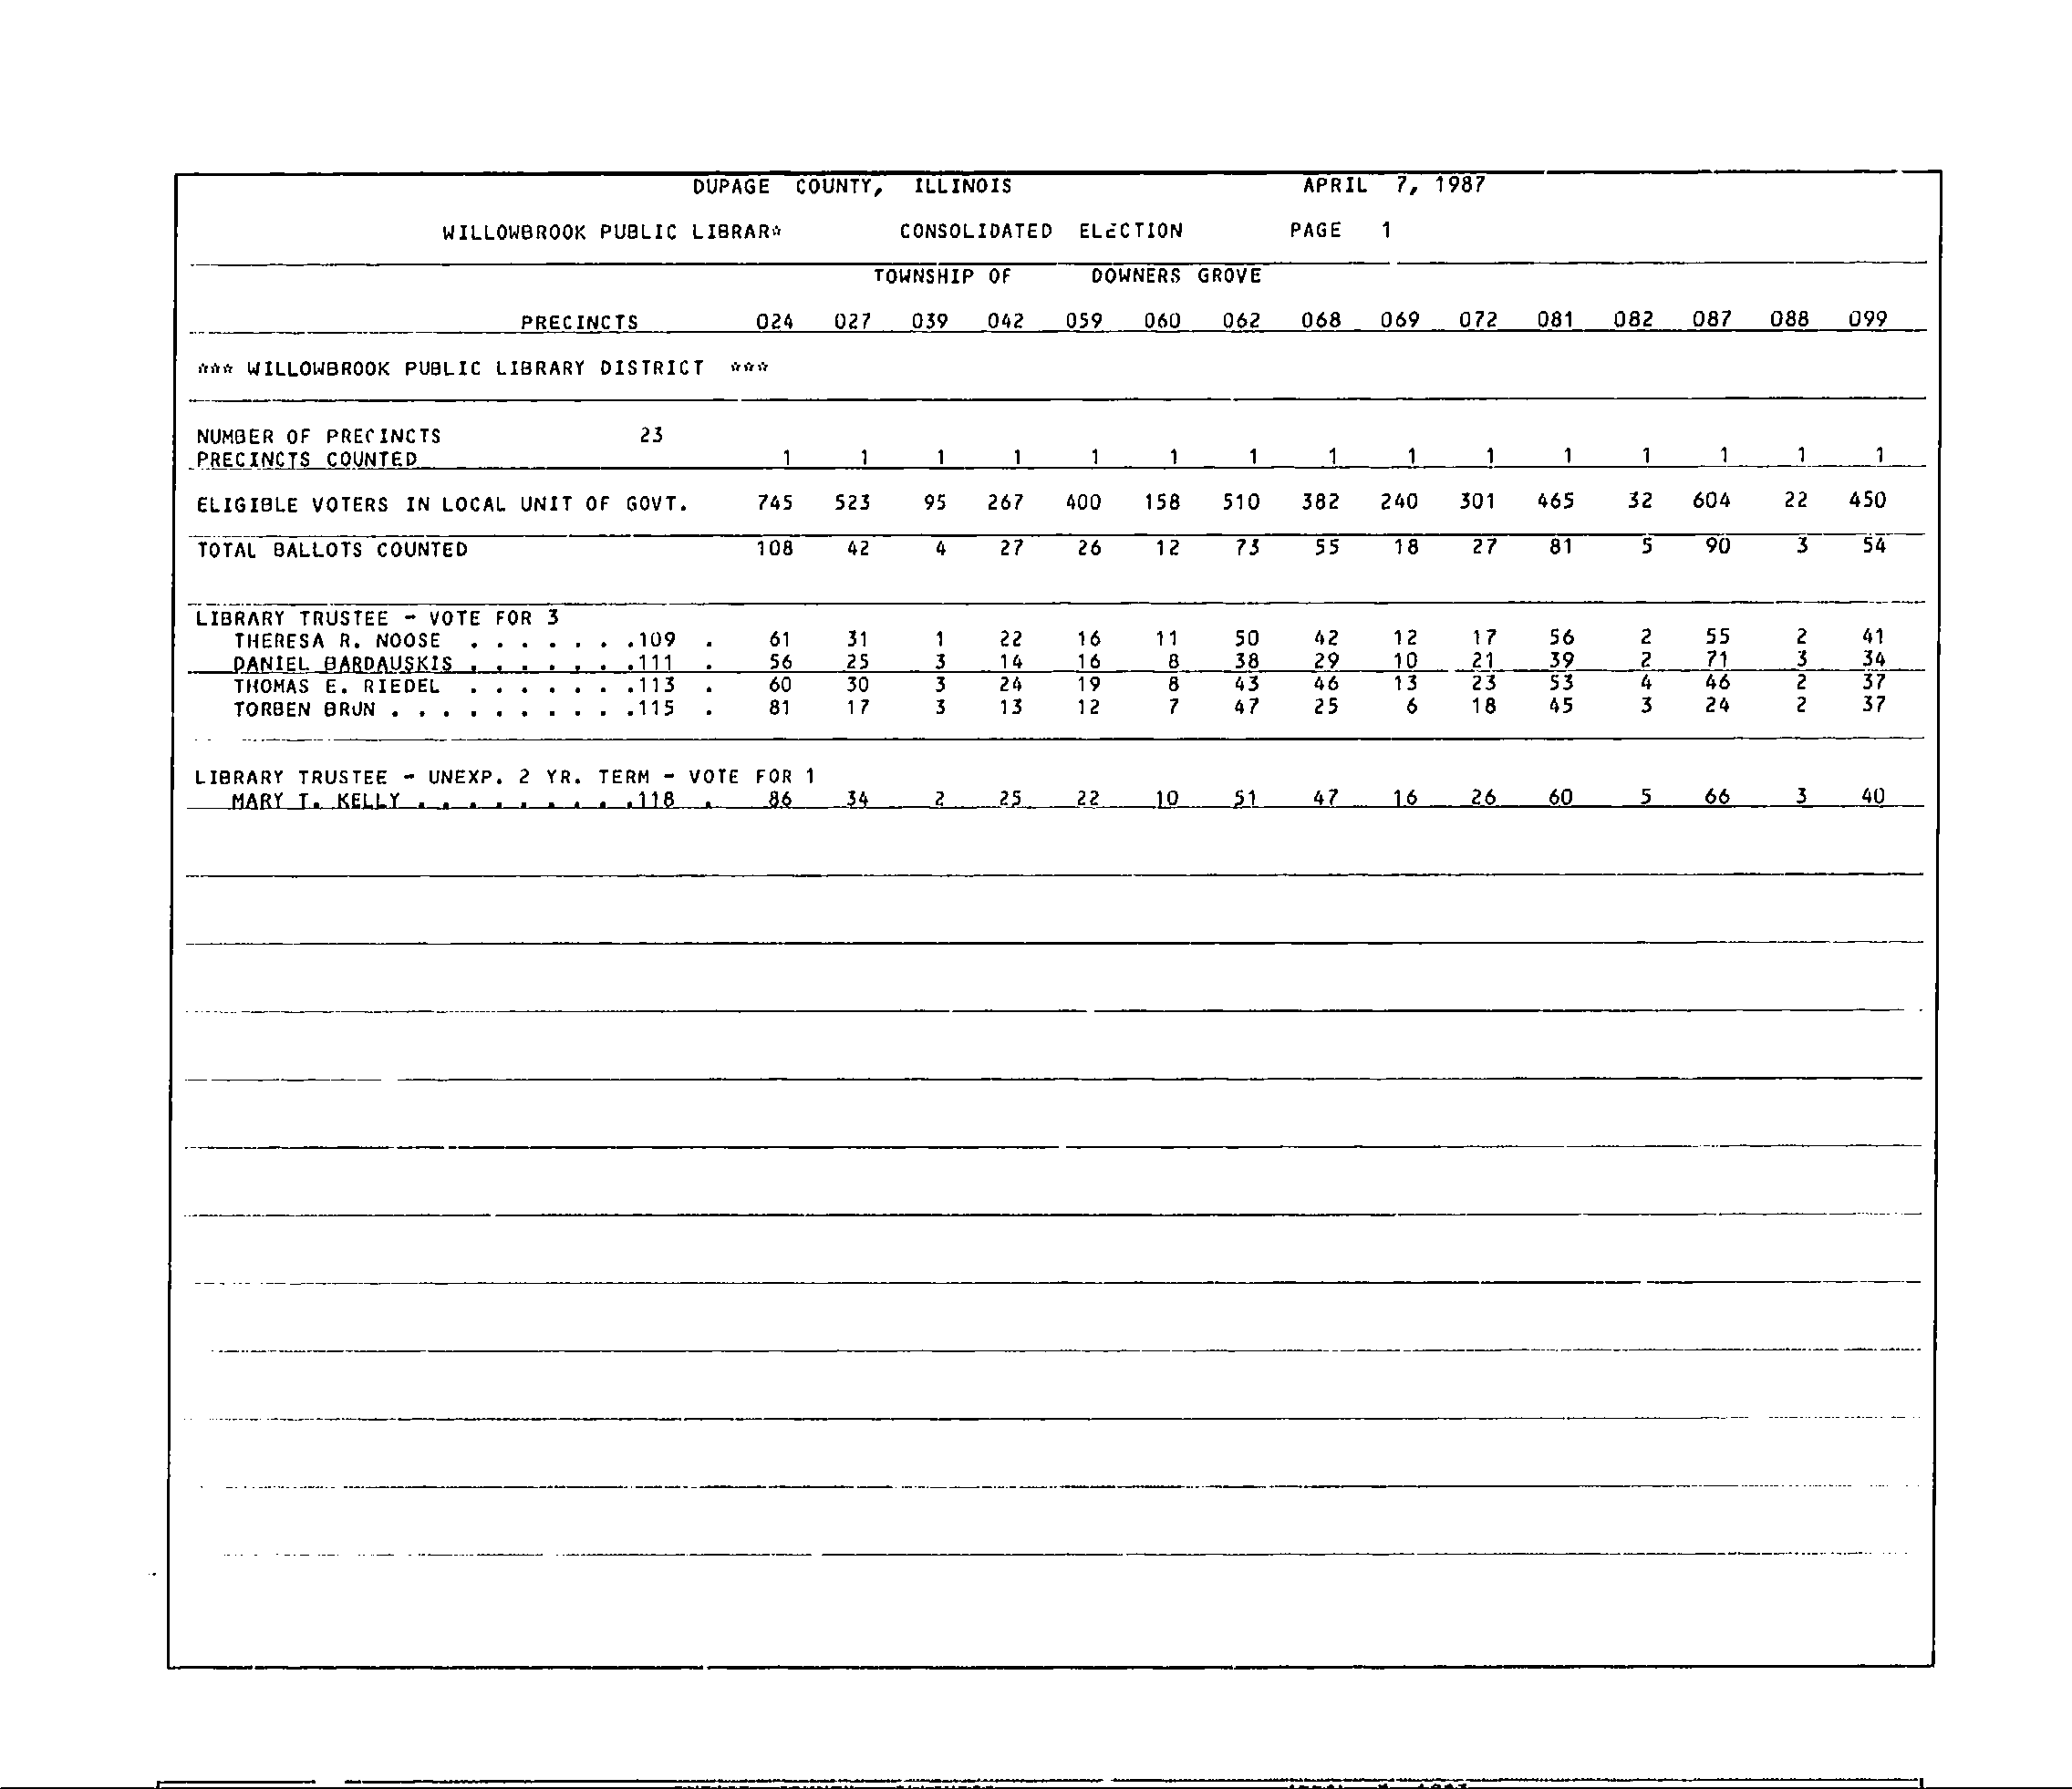 DUPAGE COUNTY, ILLINOIS APRIL 7, 1987
WILLOWBROOK PUBLIC LIBRAR* CONSOLIDATED ELECTION PAGE 1
TOWNSHIP OF DOWNERS GROVE
PRECINCTS 024 027 039 042 059 060 062 068 069 072 081 082 087 088 099
*** WILLOWBROOK PUBLIC LIBRARY DISTRICT ***
NUMBER OF PRECINCTS 23
PRECINCTS COUNTED 1 1 1 1 1 1 1 1 1 1 1 1 1 1 1
ELIGIBLE VOTERS IN LOCAL UNIT OF GOVT. 745 523 95 267 400 158 510 382 240 301 465 32 604 22 450
TOTAL BALLOTS COUNTED 108 42 4 27 26 12 73 55 18 27 81 5 90 3 54
LIBRARY TRUSTEE - VOTE FOR 3
THERESA R. NOOSE . . . . . . .109 . 61 31 1 22 16 11 50 42 12 17 56 2 55 2 41
DANIEL BARDAUSKIS . . . . . . .111 . 56 25 3 14 16 8 38 29 10 21 39 2 71 3 34
THOMAS E. RIEDEL . . . . . . .113 . 60 30 3 24 19 8 43 46 13 23 53 4 46 2 37
TORBEN BRUN . . . . . . . . . .115 . 81 17 3 13 12 7 47 25 6 18 45 3 24 2 37
LIBRARY TRUSTEE - UNEXP. 2 YR. TERM - VOTE FOR 1
MARY T. KELLY . . . . . . . . .118 . 86 34 2 25 22 10 51 47 16 26 60 5 66 3 40